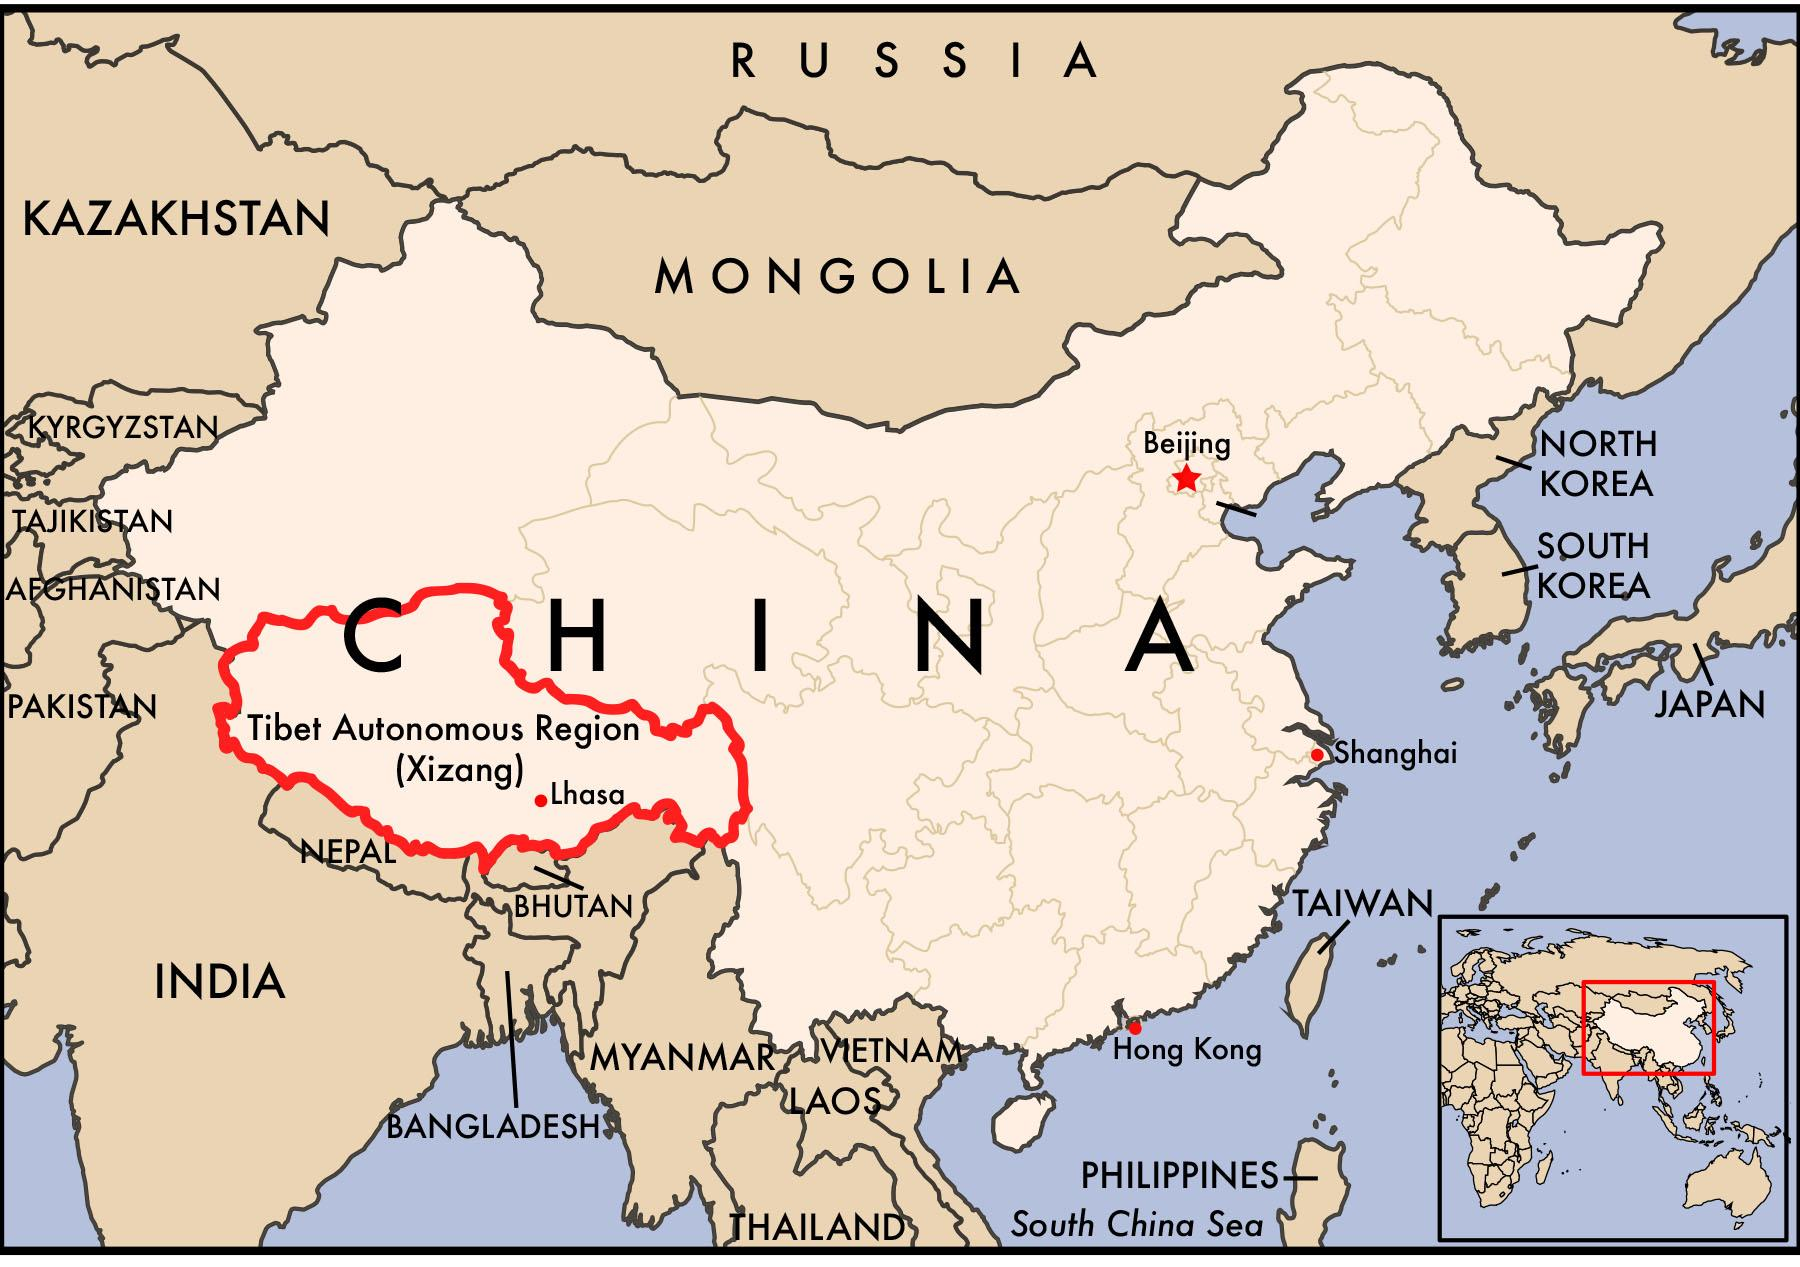 RUSSIA
KAZAKHSTAN
MONGOLIA
KYRGYZSTAN
Beijing
NORTH
KOREA
TAJIKISTAN
SOUTH
KOREA
AFGHANISTAN
CHINA
PAKISTAN
JAPAN
Tibet Autonomous Region
(Xizang)
Lhasa
Shanghai
NEPAL
BHUTAN
TAIWAN
INDIA
MYANMAR
VIETNAM
Hong Kong
LAOS
BANGLADESH
PHILIPPINES
THAILAND
South China Sea